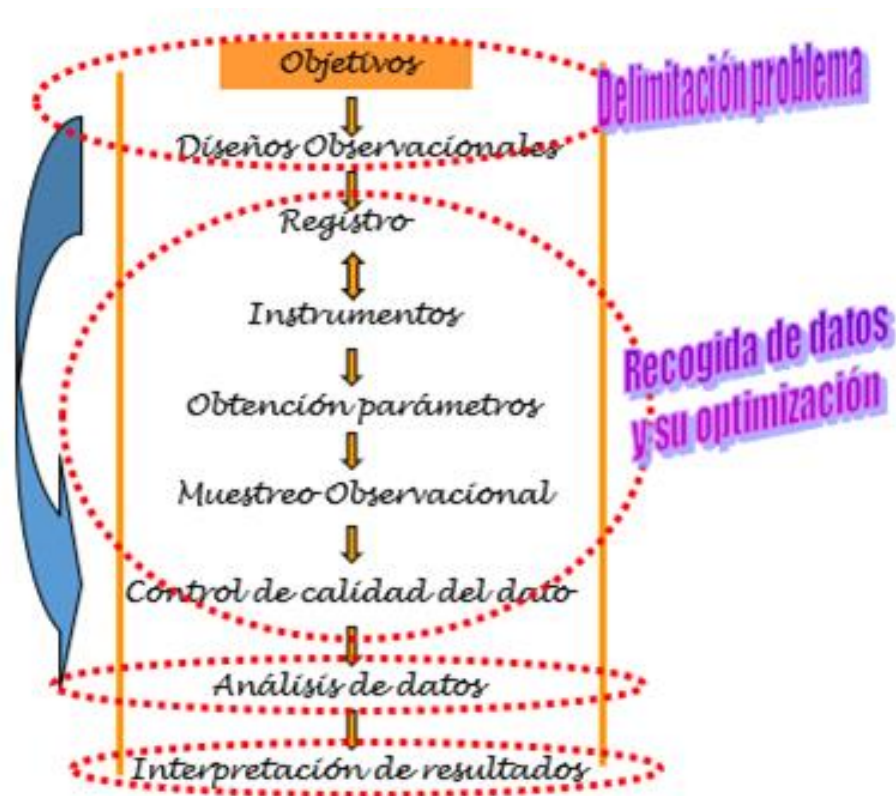 Objetivos
Delimitación problema
Diseños Observacionales
Registro
Instrumentos
Recogida de datos
y su optimización
Obtención parámetros
Muestreo Observacional
Control de calidad del dato
Análisis de datos
Interpretación de resultados